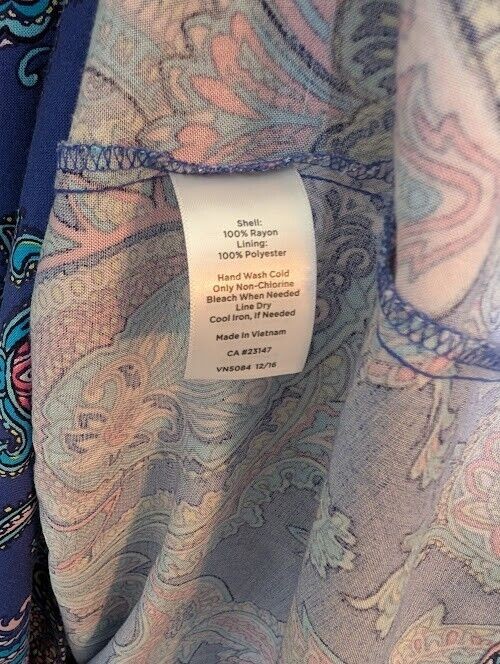 Shell:
100% Rayon
Lining:
100% Polyester
Hand Wash Cold
Only Non-Chlorine
Bleach When Needed
Line Dry
Cool Iron, If Needed
Made in Vietnam
CA #23147
VNS084 12/16